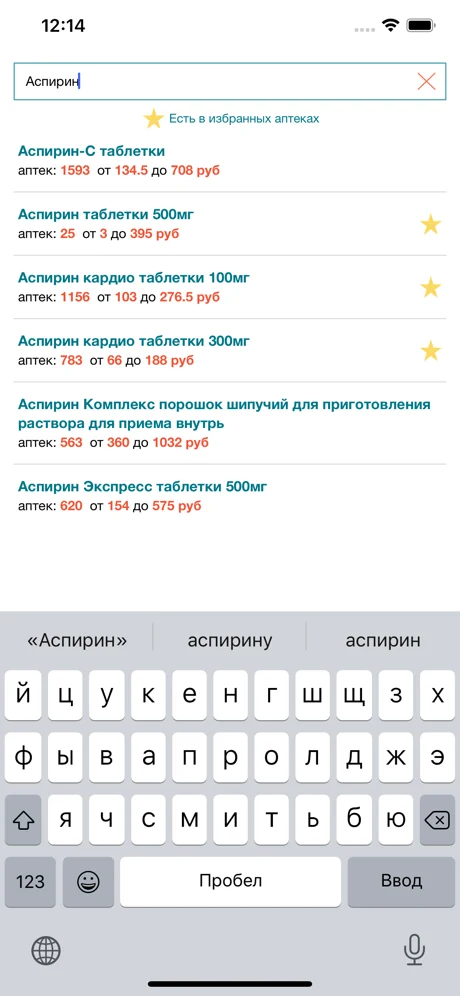 12:14
Аспирин
Есть в избранных аптеках
Аспирин-С таблетки
аптек: 1593 от 134.5 до 708 руб
Аспирин таблетки 500мг
аптек: 25 от 3 до 395 руб
Аспирин кардио таблетки 100мг
аптек: 1156 от 103 до 276.5 руб
Аспирин кардио таблетки 300мг
аптек: 783 от 66 до 188 руб
Аспирин Комплекс порошок шипучий для приготовления
раствора для приема внутрь
аптек: 563 от 360 до 1032 руб
Аспирин Экспресс таблетки 500мг
аптек: 620 от 154 до 575 руб
«Аспирин» аспирину аспирин
й ц у к е н г ш щ з х
ф ы в а п р о л д ж э
я ч с м и т ь б ю
123 Пробел Ввод